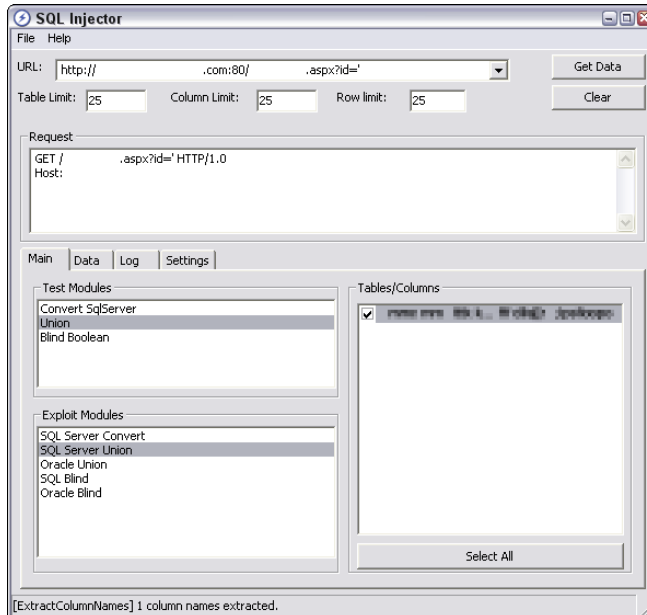 SQL Injector
File Help
URL: http:// .com:80/ .aspx?id='
Get Data
Table Limit: 25 Column Limit: 25 Row limit: 25
Clear
Request
GET / .aspx?id=' HTTP/1.0
Host:
Main Data Log Settings
Test Modules
Convert SqlServer
Union
Blind Boolean
Exploit Modules
SQL Server Convert
SQL Server Union
Oracle Union
SQL Blind
Oracle Blind
Tables/Columns
Select All
[ExtractColumnNames] 1 column names extracted.